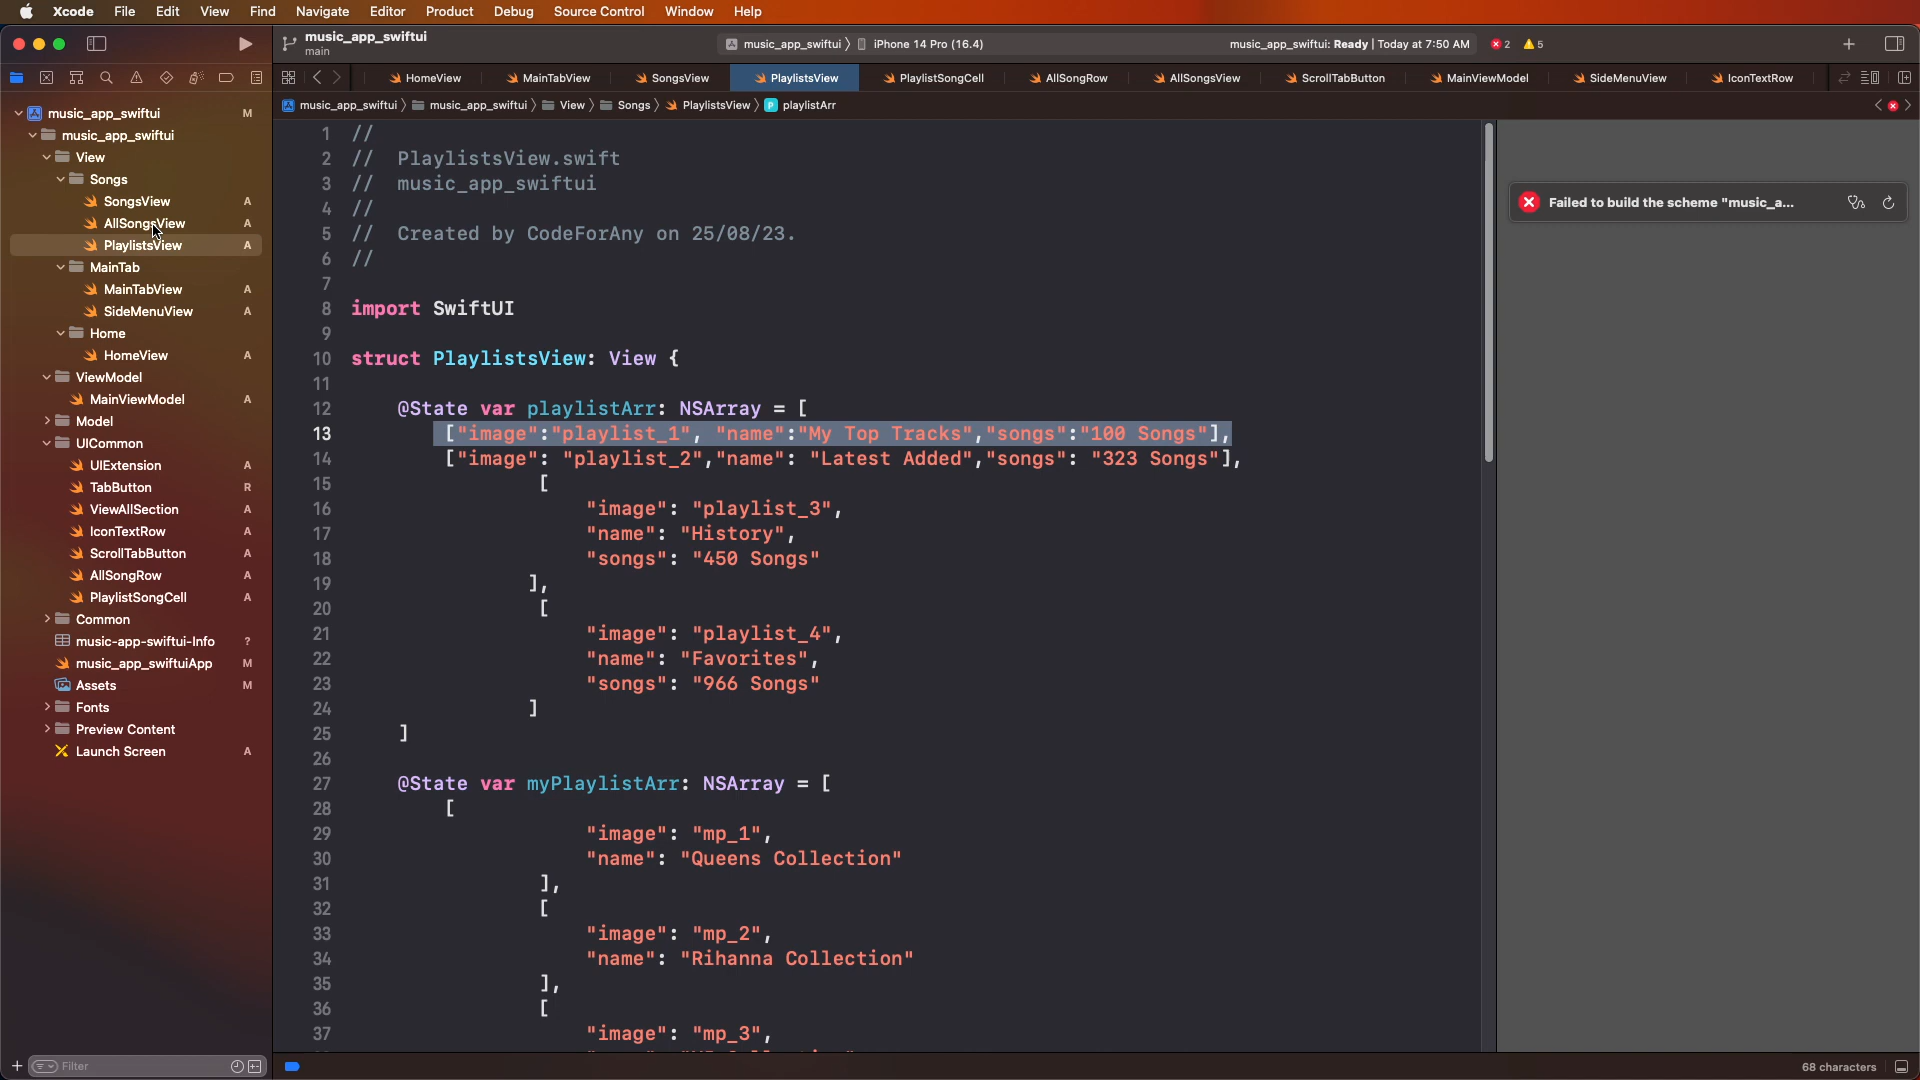 Xcode File Edit View Find Navigate Editor Product Debug Source Control Window Help
music_app_swiftui
main
music_app_swiftui iPhone 14 Pro (16.4)
music_app_swiftui: Ready | Today at 7:50 AM 2 5
HomeView MainTabView SongsView PlaylistsView PlaylistSongCell AllSongRow AllSongsView ScrollTabButton MainViewModel SideMenuView IconTextRow
music_app_swiftui music_app_swiftui View Songs PlaylistsView P playlistArr
music_app_swiftui M
music_app_swiftui
View
Songs
SongsView A
AllSongsView A
PlaylistsView A
MainTab
MainTabView A
SideMenuView A
Home
HomeView A
ViewModel
MainViewModel A
Model
UICommon
UIExtension A
TabButton R
ViewAllSection A
IconTextRow A
ScrollTabButton A
AllSongRow A
PlaylistSongCell A
Common
music-app-swiftui-Info ?
music_app_swiftuiApp M
Assets M
Fonts
Preview Content
Launch Screen A
Filter
1 //
2 // PlaylistsView.swift
3 // music_app_swiftui
4 //
5 // Created by CodeForAny on 25/08/23.
6 //
7
8 import SwiftUI
9
10 struct PlaylistsView: View {
11
12 @State var playlistArr: NSArray = [
13 ["image":"playlist_1", "name":"My Top Tracks","songs":"100 Songs"],
14 ["image": "playlist_2","name": "Latest Added","songs": "323 Songs"],
15 [
16 "image": "playlist_3",
17 "name": "History",
18 "songs": "450 Songs"
19 ],
20 [
21 "image": "playlist_4",
22 "name": "Favorites",
23 "songs": "966 Songs"
24 ]
25 ]
26
27 @State var myPlaylistArr: NSArray = [
28 [
29 "image": "mp_1",
30 "name": "Queens Collection"
31 ],
32 [
33 "image": "mp_2",
34 "name": "Rihanna Collection"
35 ],
36 [
37 "image": "mp_3",
Failed to build the scheme "music_a...
68 characters